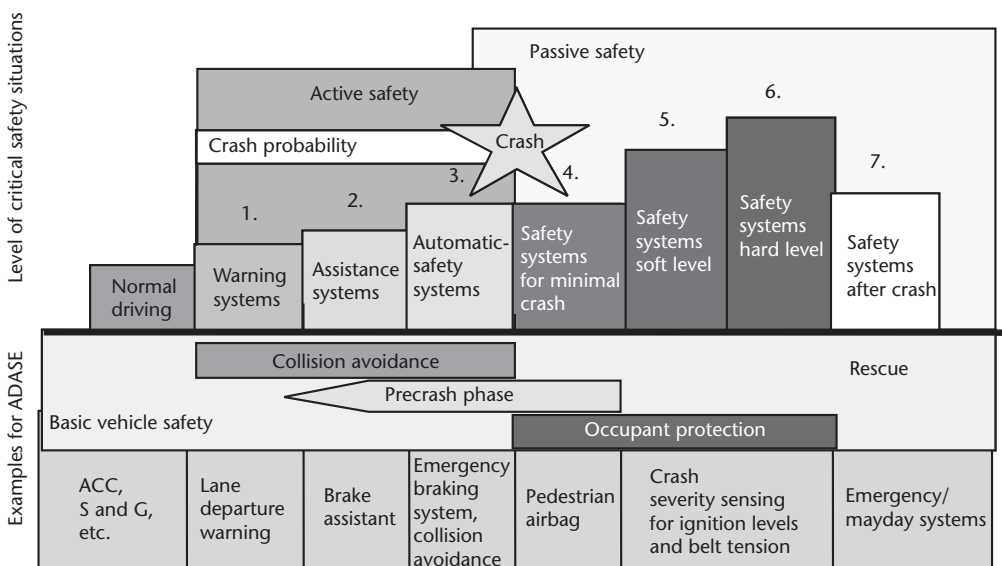 Level of critical safety situations
Passive safety
Active safety
Crash probability
Crash
1.
2.
3.
4.
5.
6.
7.
Normal
driving
Warning
systems
Assistance
systems
Automatic-
safety
systems
Safety
systems
for minimal
crash
Safety
systems
soft level
Safety
systems
hard level
Safety
systems
after crash
Examples for ADASE
Collision avoidance
Precrash phase
Rescue
Basic vehicle safety
Occupant protection
ACC,
S and G,
etc.
Lane
departure
warning
Brake
assistant
Emergency
braking
system,
collision
avoidance
Pedestrian
airbag
Crash
severity sensing
for ignition levels
and belt tension
Emergency/
mayday systems